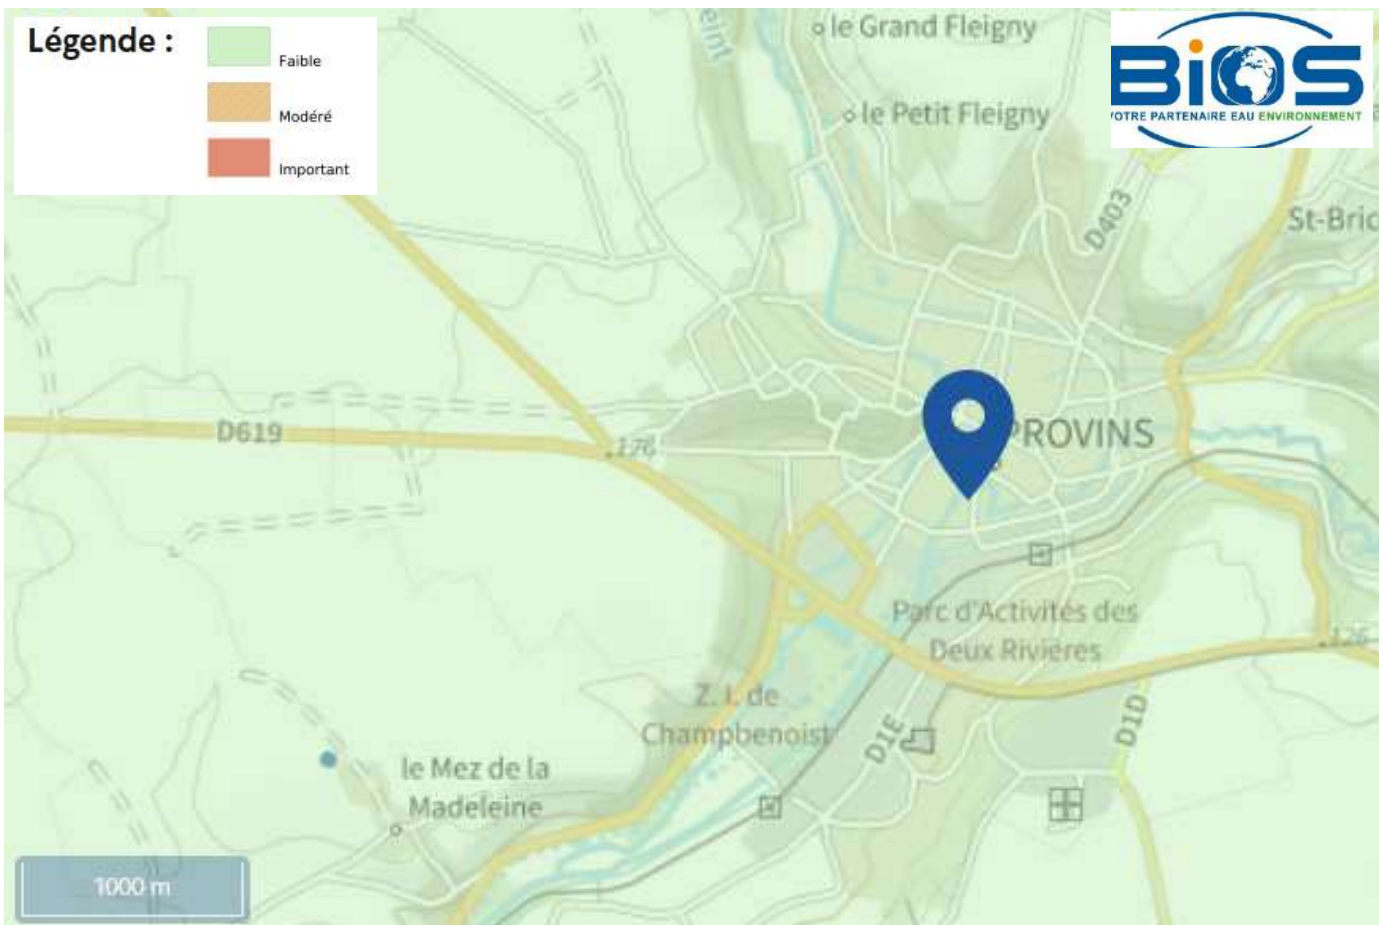 Légende :
Faible
Modéré
Important
le Grand Fleigny
le Petit Fleigny
BiOS
VOTRE PARTENAIRE EAU ENVIRONNEMENT
D403
St-Bric
D619
176
PROVINS
Parc d'Activités des
Deux Rivières
126
Z. I. de
Champbenoist
D1E
D1D
le Mez de la
Madeleine
1000 m